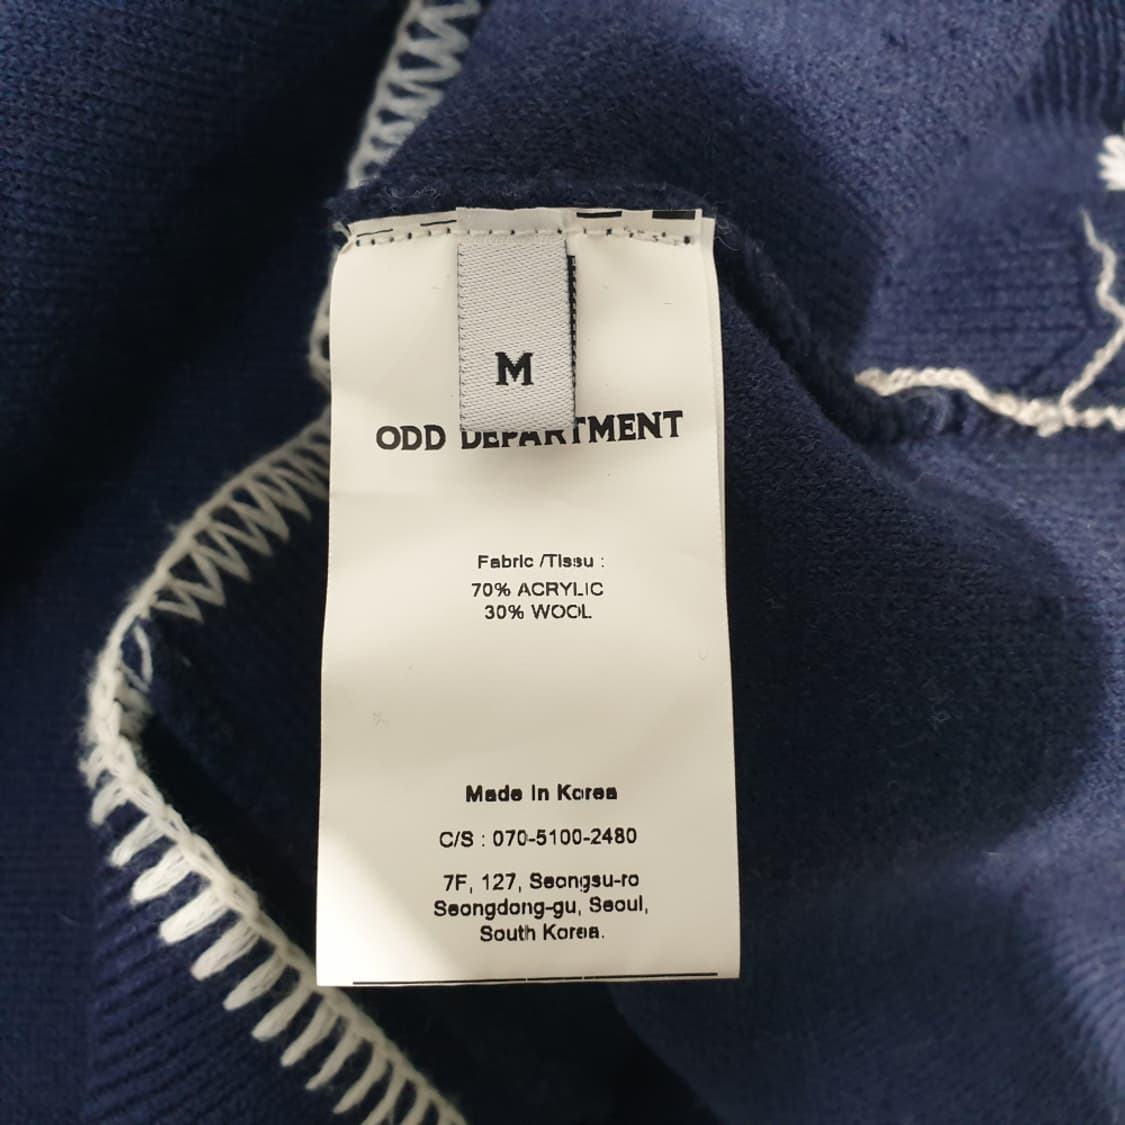 M
ODD DEPARTMENT
Fabric /Tissu :
70% ACRYLIC
30% WOOL
Made In Korea
C/S : 070-5100-2480
7F, 127, Seongsu-ro
Seongdong-gu, Seoul,
South Korea.